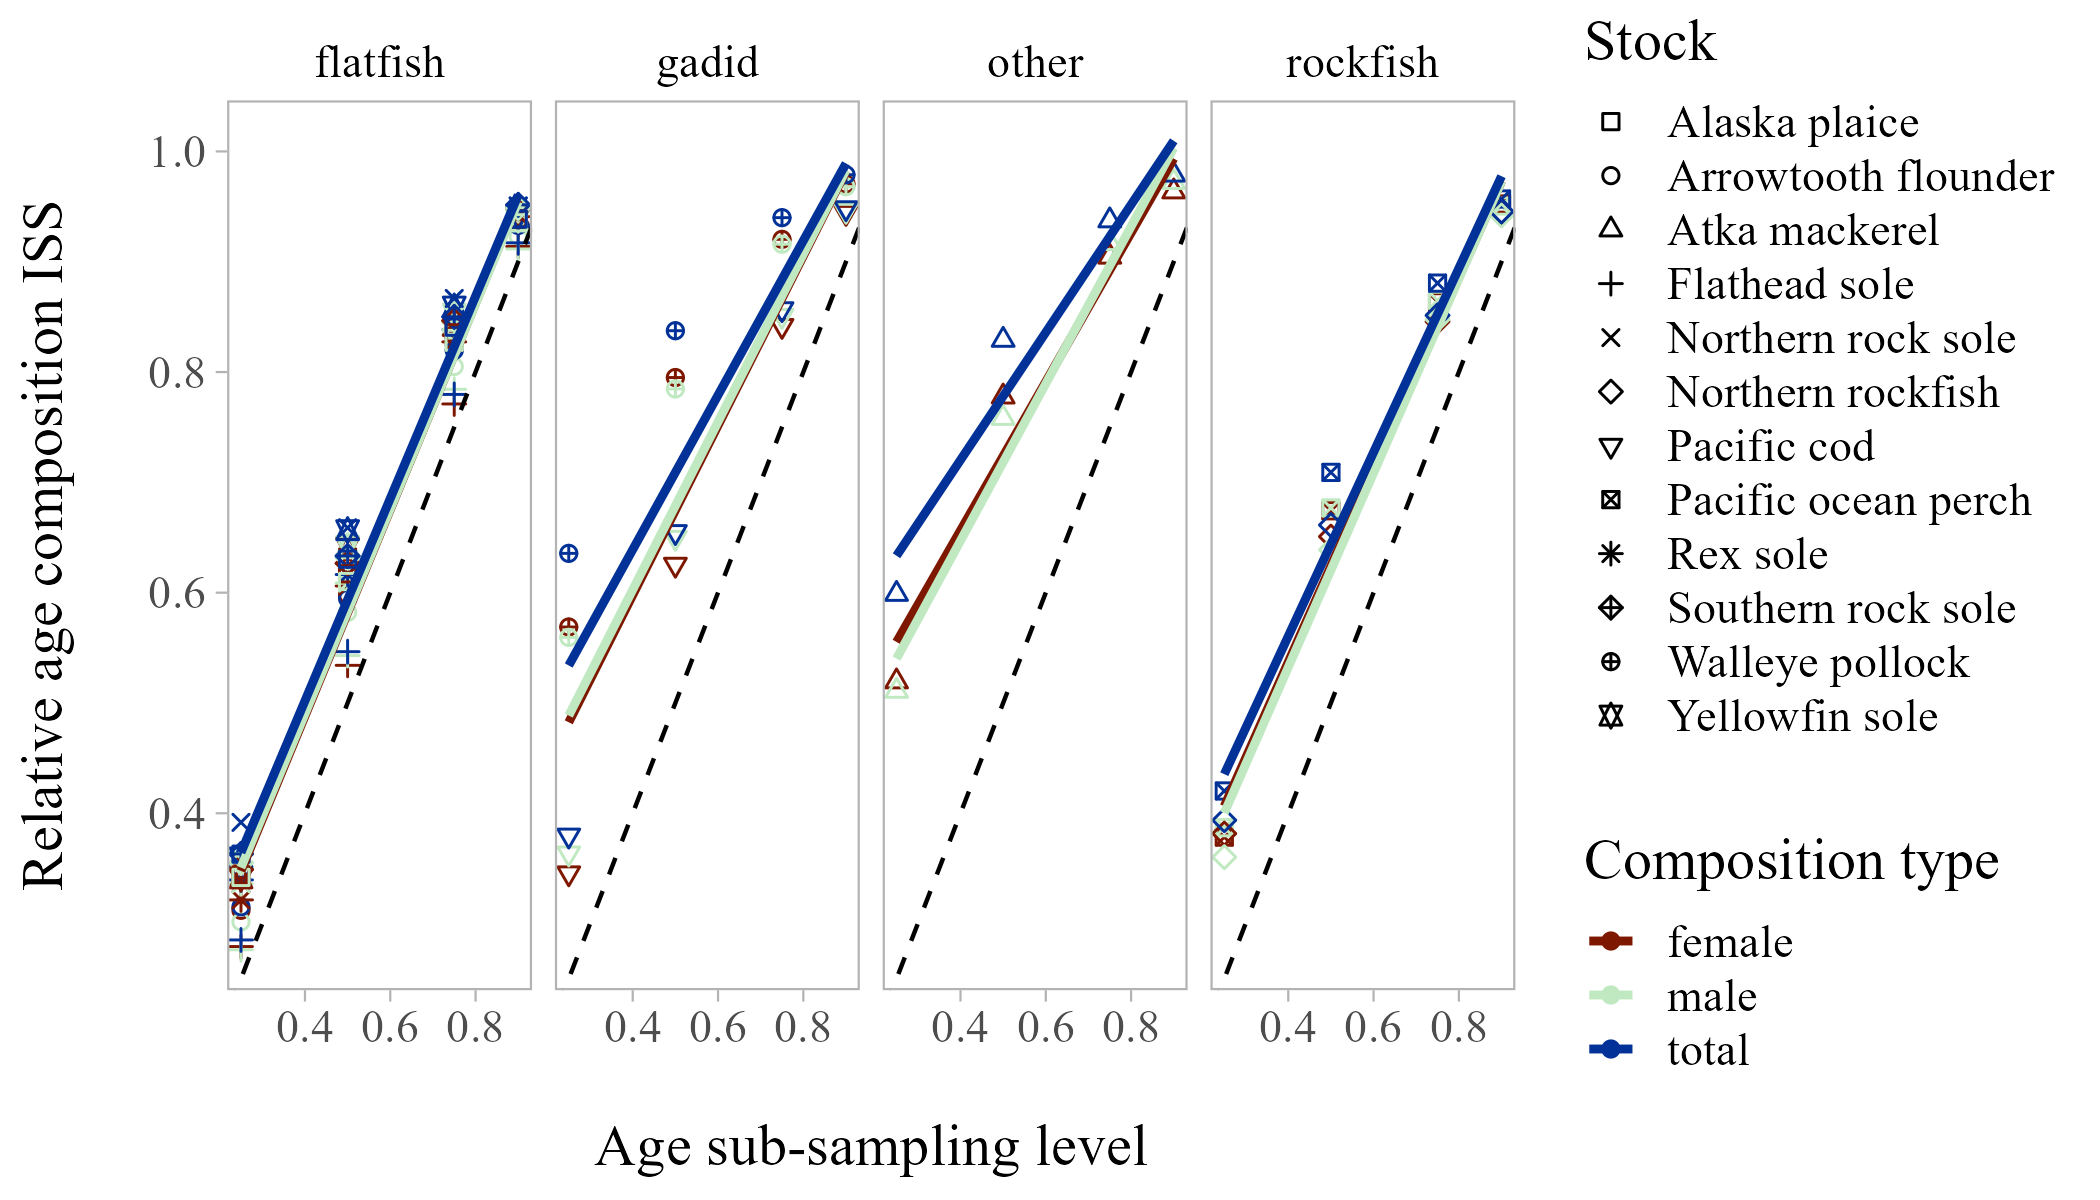 flatfish gadid other rockfish
Relative age composition ISS
1.0
0.8
0.6
0.4
0.4 0.6 0.8 0.4 0.6 0.8 0.4 0.6 0.8 0.4 0.6 0.8
Age sub-sampling level
Stock
Alaska plaice
Arrowtooth flounder
Atka mackerel
Flathead sole
Northern rock sole
Northern rockfish
Pacific cod
Pacific ocean perch
Rex sole
Southern rock sole
Walleye pollock
Yellowfin sole
Composition type
female
male
total